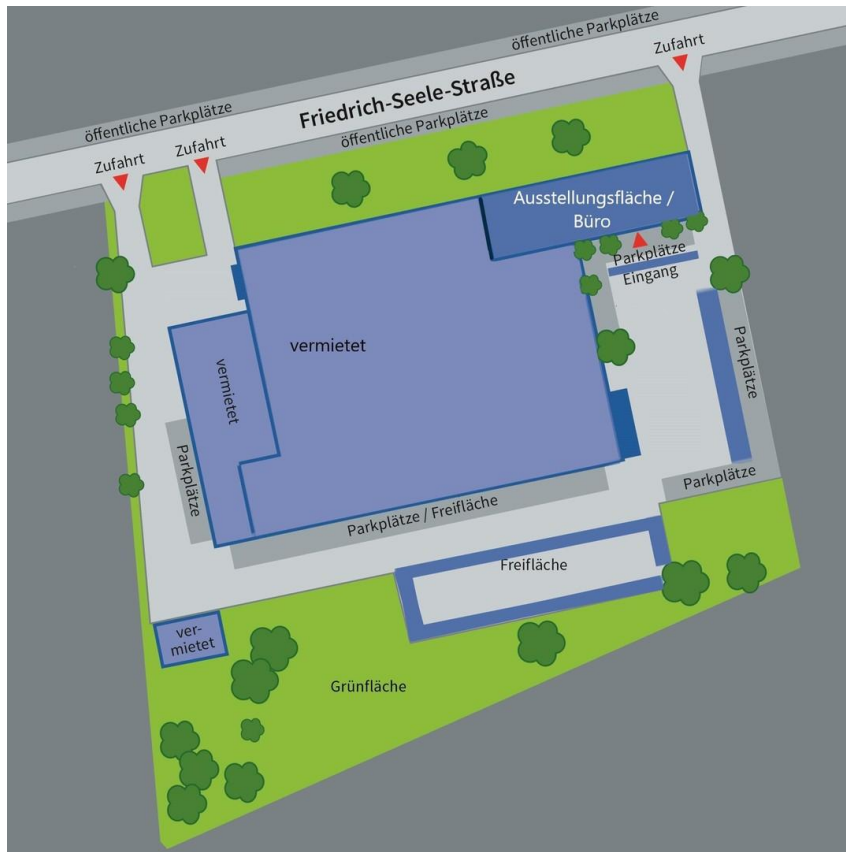 öffentliche Parkplätze
Zufahrt
Friedrich-Seele-Straße
öffentliche Parkplätze
öffentliche Parkplätze
Zufahrt
Zufahrt
Ausstellungsfläche /
Büro
Parkplätze
Eingang
vermietet
vermietet
Parkplätze
Parkplätze
Parkplätze
Parkplätze / Freifläche
Freifläche
ver-
mietet
Grünfläche